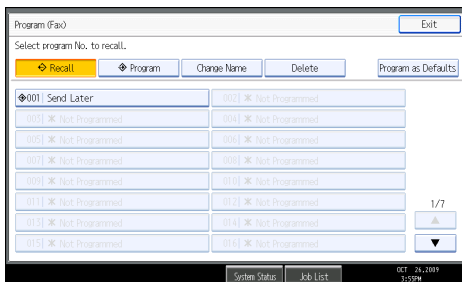 Program (Fax) Exit
Select program No. to recall.
Recall Program Change Name Delete Program as Defaults
001 Send Later 002 Not Programmed
003 Not Programmed 004 Not Programmed
005 Not Programmed 006 Not Programmed
007 Not Programmed 008 Not Programmed
009 Not Programmed 010 Not Programmed
011 Not Programmed 012 Not Programmed
1/7
013 Not Programmed 014 Not Programmed
015 Not Programmed 016 Not Programmed
System Status Job List OCT 26,2009
3:55PM